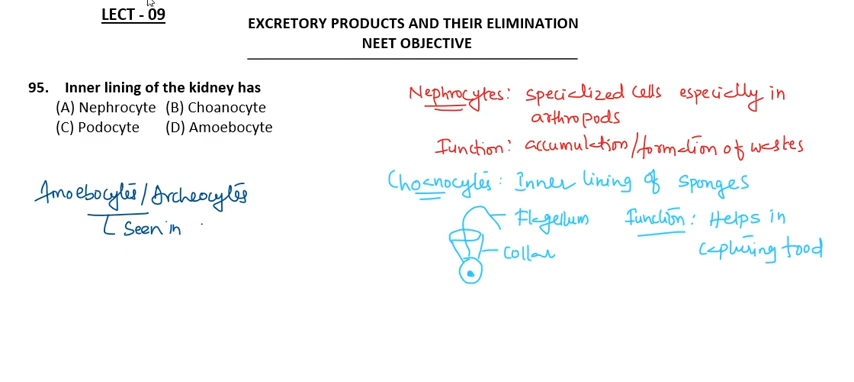 LECT - 09
EXCRETORY PRODUCTS AND THEIR ELIMINATION
NEET OBJECTIVE
95. Inner lining of the kidney has
(A) Nephrocyte (B) Choanocyte
(C) Podocyte (D) Amoebocyte
Nephrocytes: specialized cells especially in
arthropods
Function: accumulation/formation of wastes
Choanocytes: Inner lining of sponges
Flagellum
Collar
Function: Helps in
capturing food
Amoebocytes/Archeocytes
Seen in